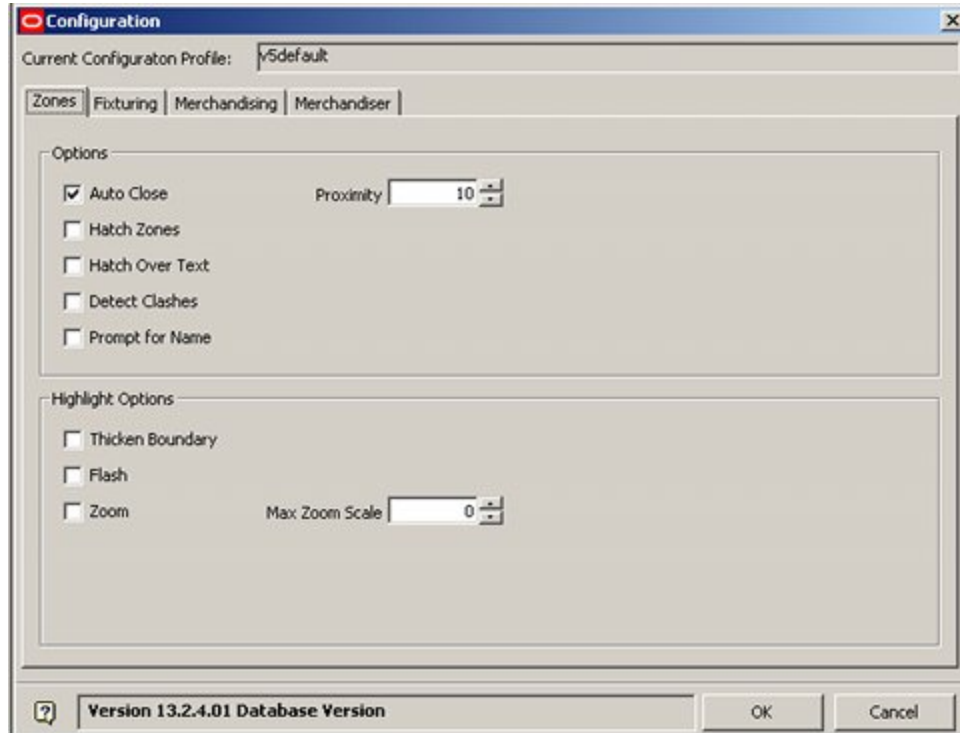 Configuration
Current Configuraton Profile: v5default
Zones Fixturing Merchandising Merchandiser
Options
Auto Close Proximity 10
Hatch Zones
Hatch Over Text
Detect Clashes
Prompt for Name
Highlight Options
Thicken Boundary
Flash
Zoom Max Zoom Scale 0
Version 13.2.4.01 Database Version OK Cancel